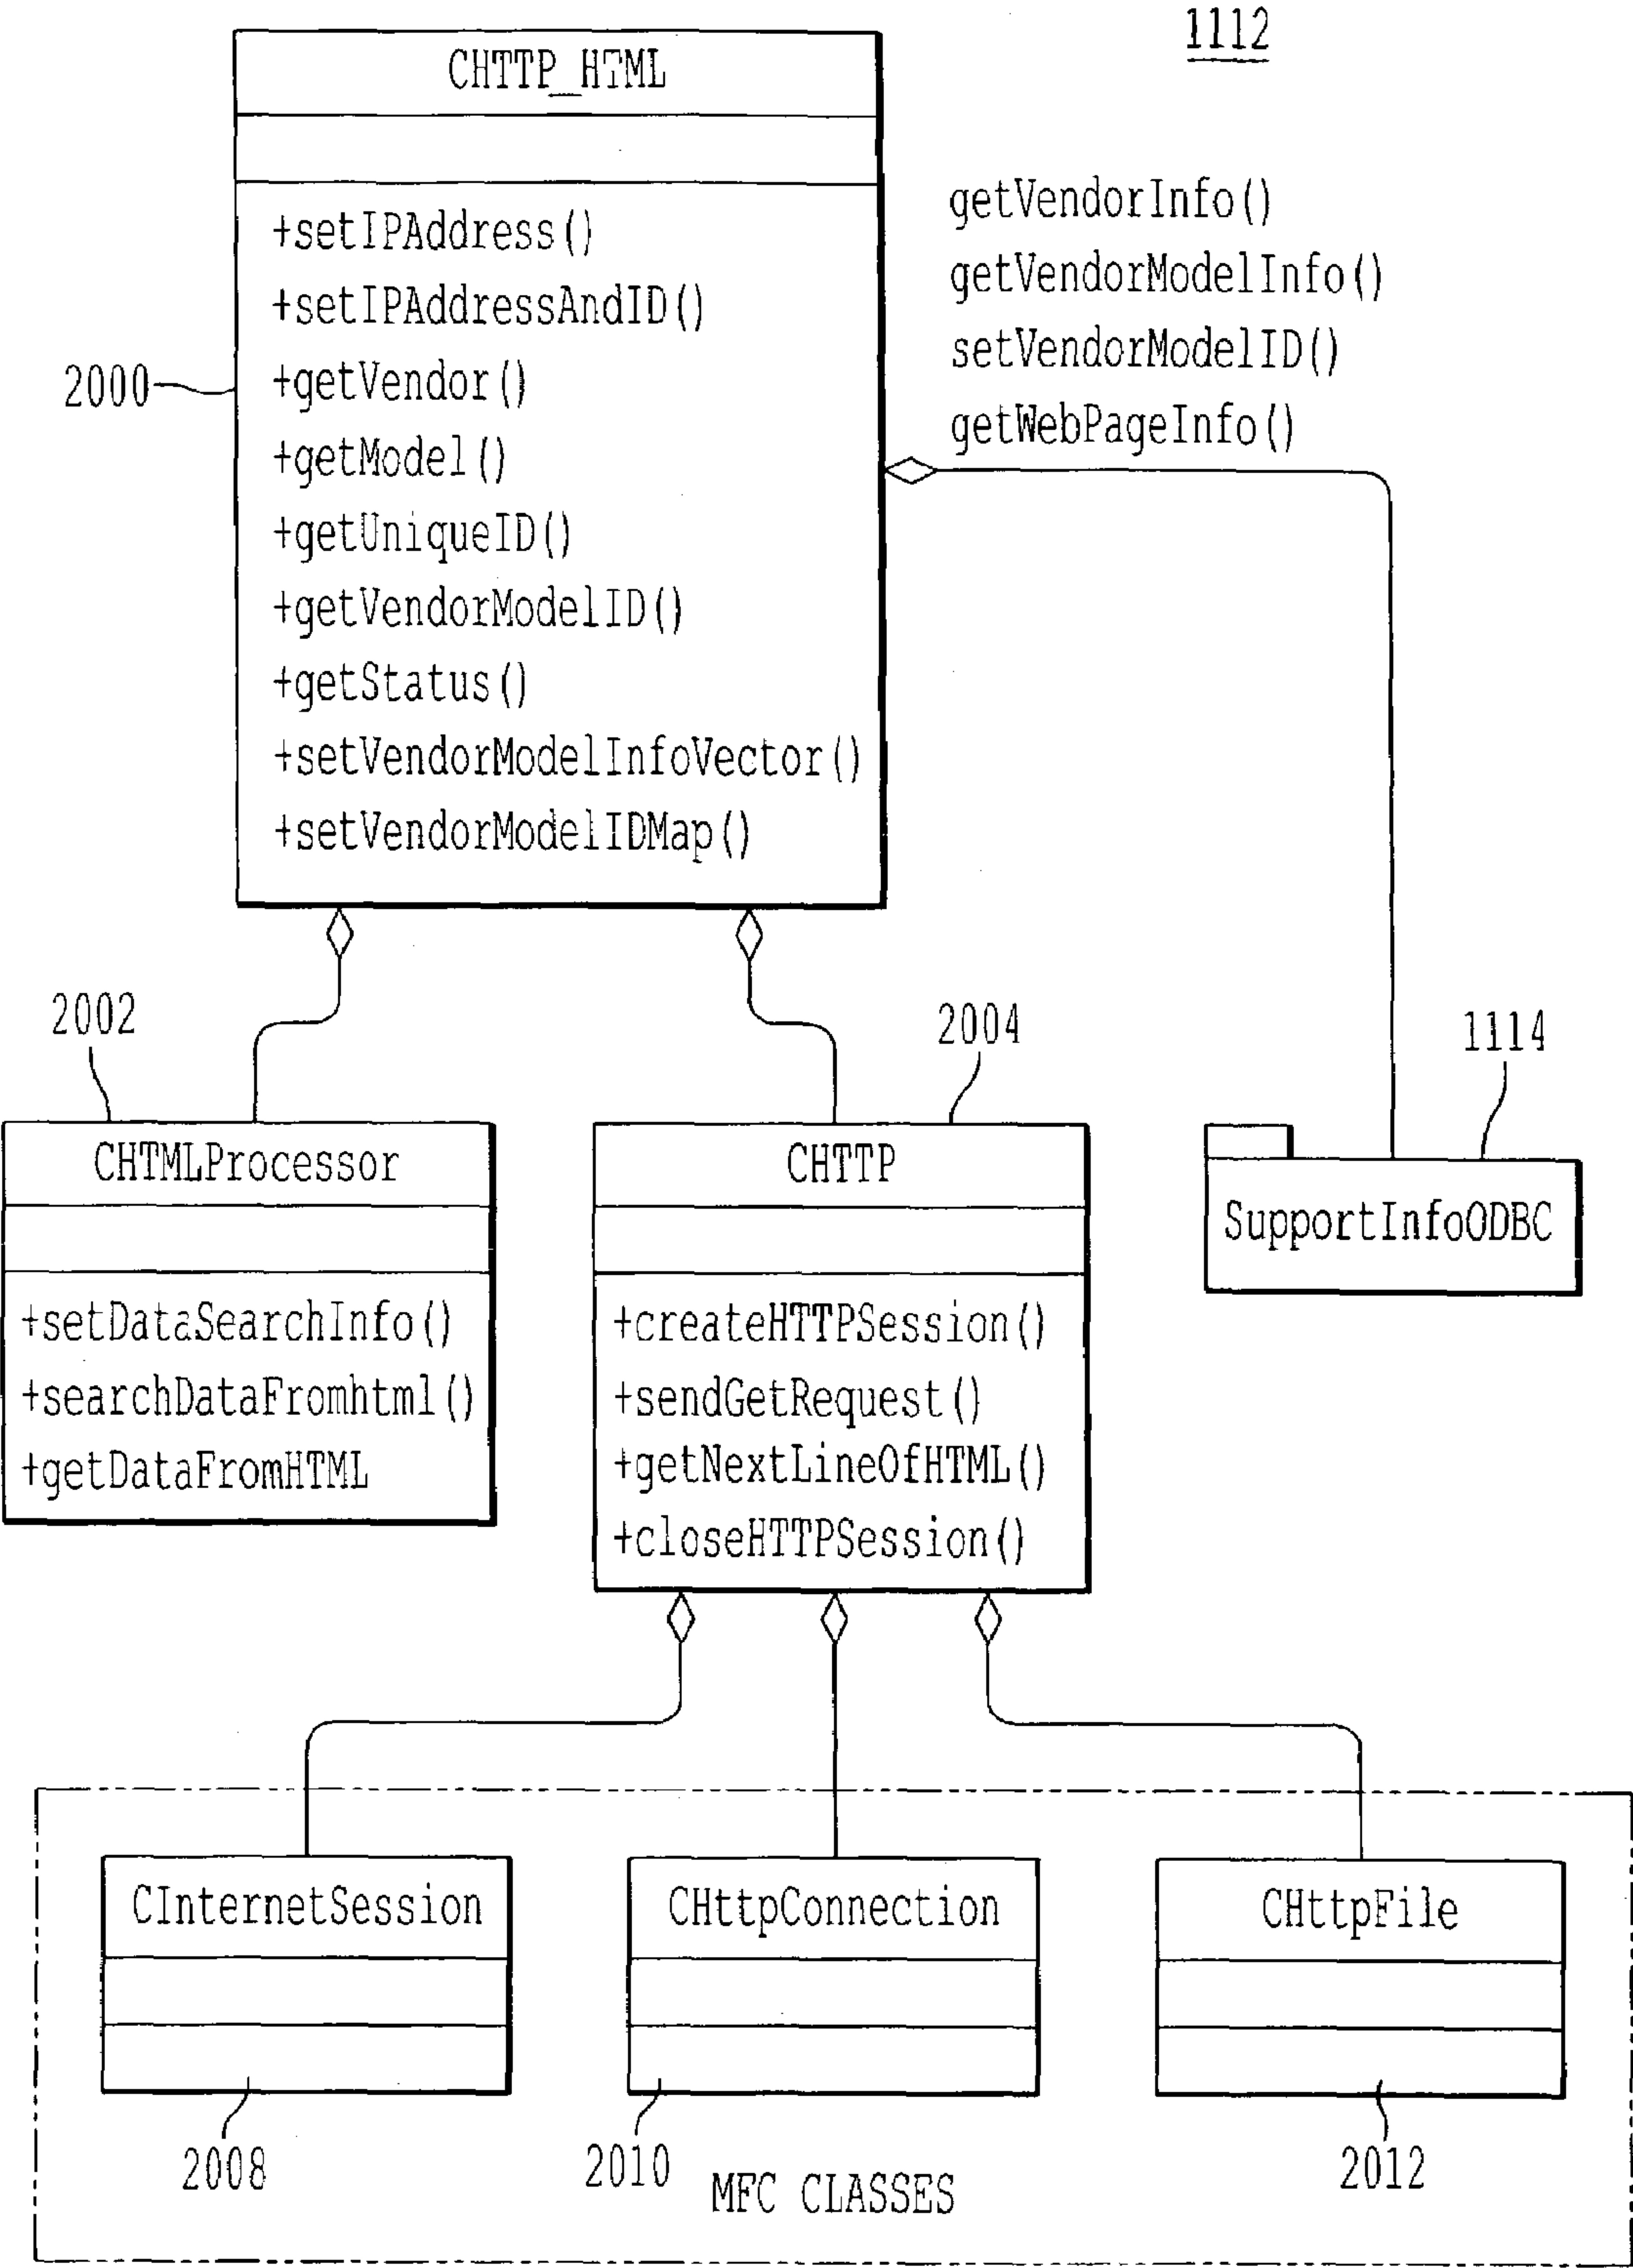 1112
CHTTP_HTML
+setIPAddress()
+setIPAddressAndID()
+getVendor()
+getModel()
+getUniqueID()
+getVendorModelID()
+getStatus()
+setVendorModelInfoVector()
+setVendorModelIDMap()
2000
getVendorInfo()
getVendorModelInfo()
setVendorModelID()
getWebPageInfo()
2002
2004
1114
CHTMLProcessor
+setDataSearchInfo()
+searchDataFromhtml()
+getDataFromHTML
CHTTP
+createHTTPSession()
+sendGetRequest()
+getNextLineOfHTML()
+closeHTTPSession()
SupportInfoODBC
CInternetSession
CHttpConnection
CHttpFile
2008
2010
2012
MFC CLASSES